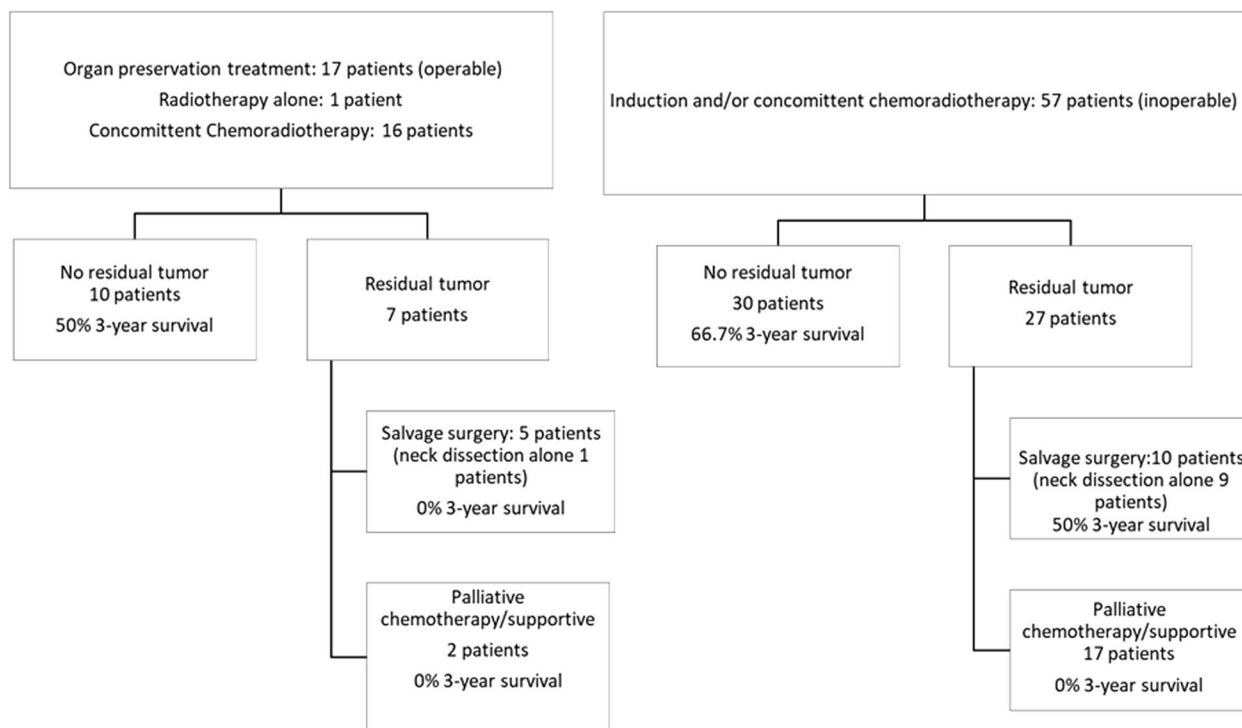 Organ preservation treatment: 17 patients (operable)
Radiotherapy alone: 1 patient
Concomittent Chemoradiotherapy: 16 patients
No residual tumor
10 patients
50% 3-year survival
Residual tumor
7 patients
Salvage surgery: 5 patients
(neck dissection alone 1
patients)
0% 3-year survival
Palliative
chemotherapy/supportive
2 patients
0% 3-year survival
Induction and/or concomittent chemoradiotherapy: 57 patients (inoperable)
No residual tumor
30 patients
66.7% 3-year survival
Residual tumor
27 patients
Salvage surgery:10 patients
(neck dissection alone 9
patients)
50% 3-year survival
Palliative
chemotherapy/supportive
17 patients
0% 3-year survival